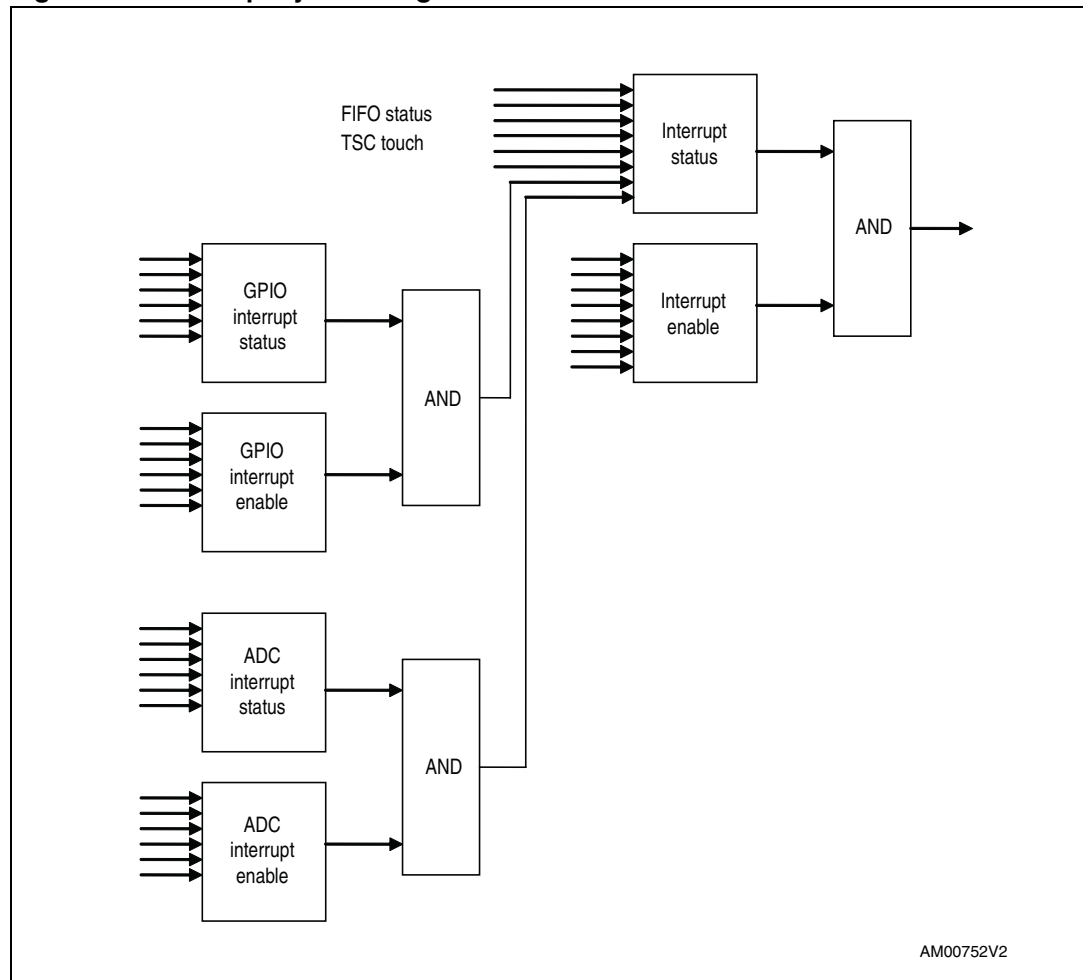 FIFO status
TSC touch
Interrupt
status
AND
GPIO
interrupt
status
Interrupt
enable
AND
GPIO
interrupt
enable
ADC
interrupt
status
AND
ADC
interrupt
enable
AM00752V2